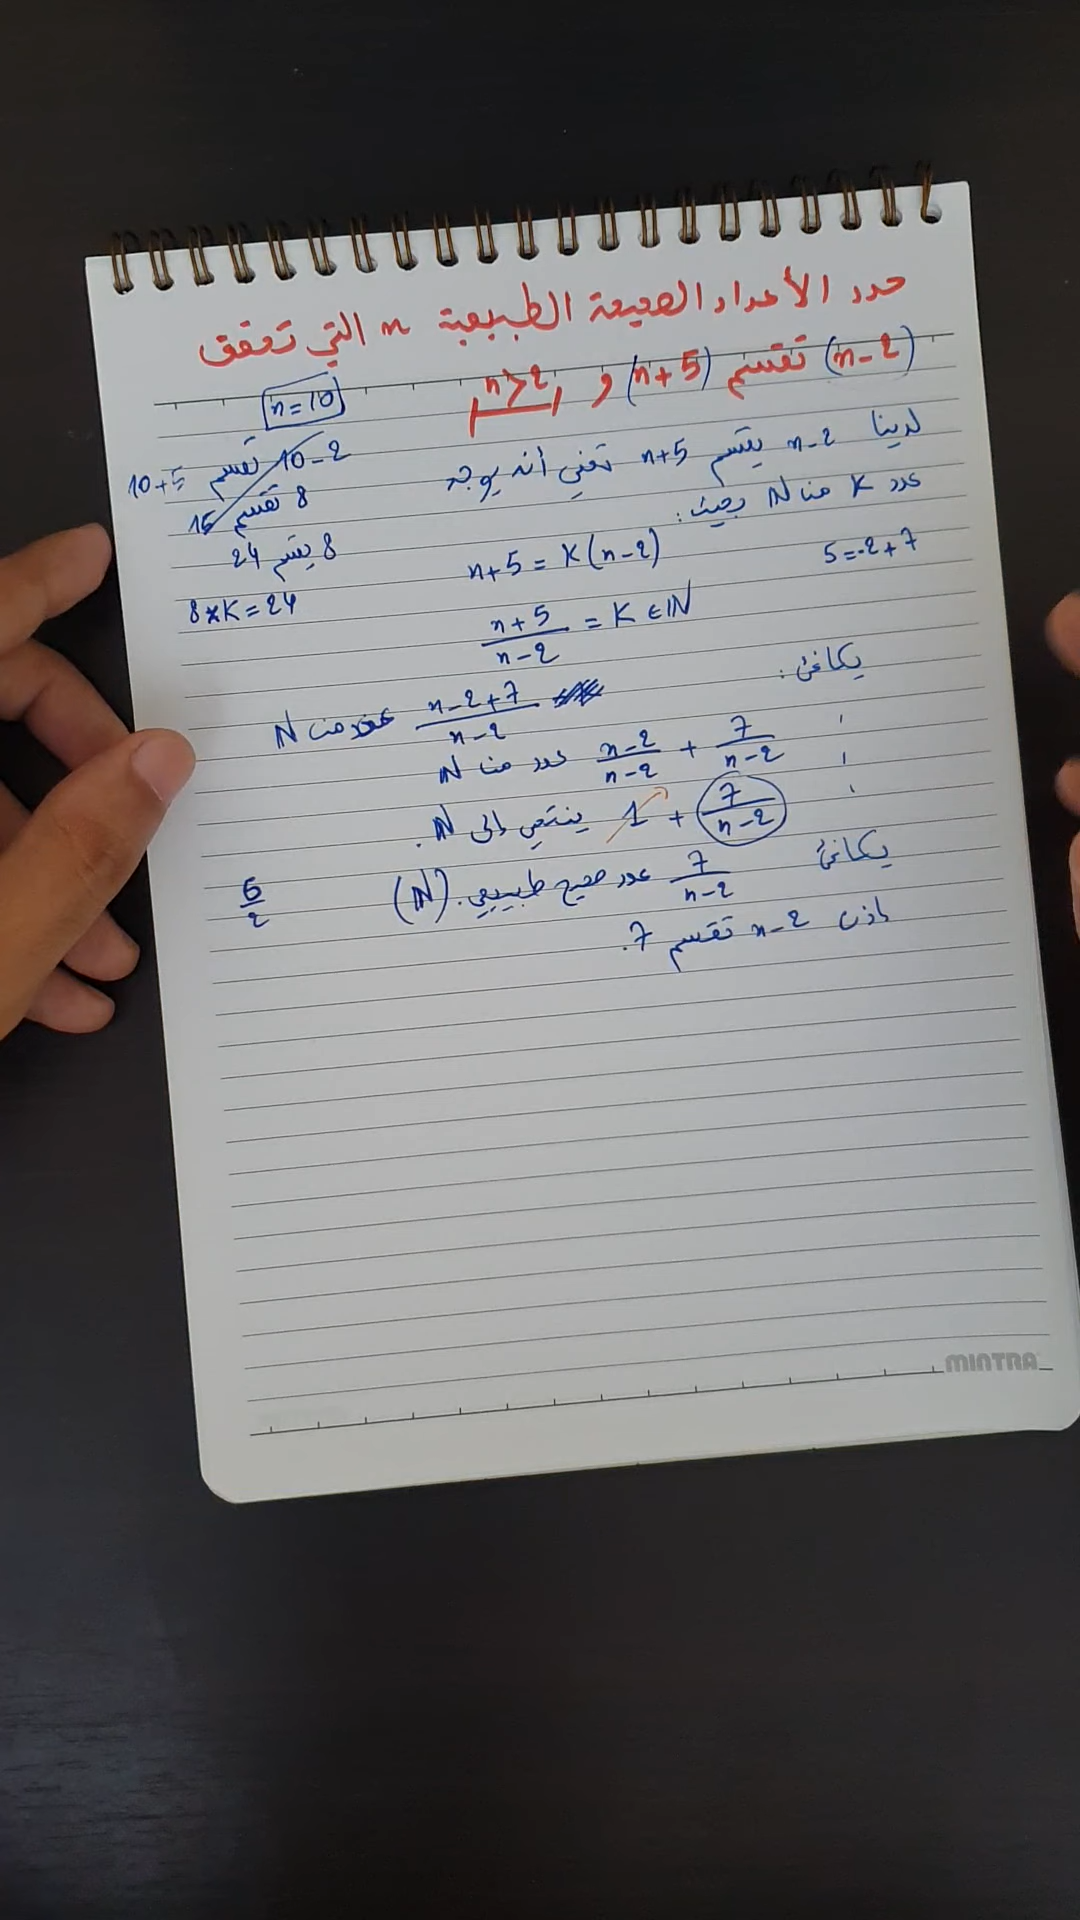 حدد الأعداد الصحيحة الطبيعية n التي تحقق
(n-2) تقسم (n+5) و n>2
n=10
10-2 تقسم 10+5
8 تقسم 15
8 يقسم 24
8*K=24
لدينا n-2 يقسم n+5 تعني أنه يوجد
عدد K من N بحيث:
n+5 = K(n-2)
5=-2+7
n+5/n-2 = K ∈ IN
يكافئ:
n-2+7/n-2 عدد من N
n-2/n-2 + 7/n-2 عدد من N
1 + 7/n-2 ينتمي إلى N.
يكافئ 7/n-2 عدد صحيح طبيعي. (N)
6/2
إذن n-2 تقسم 7.
MINTRA